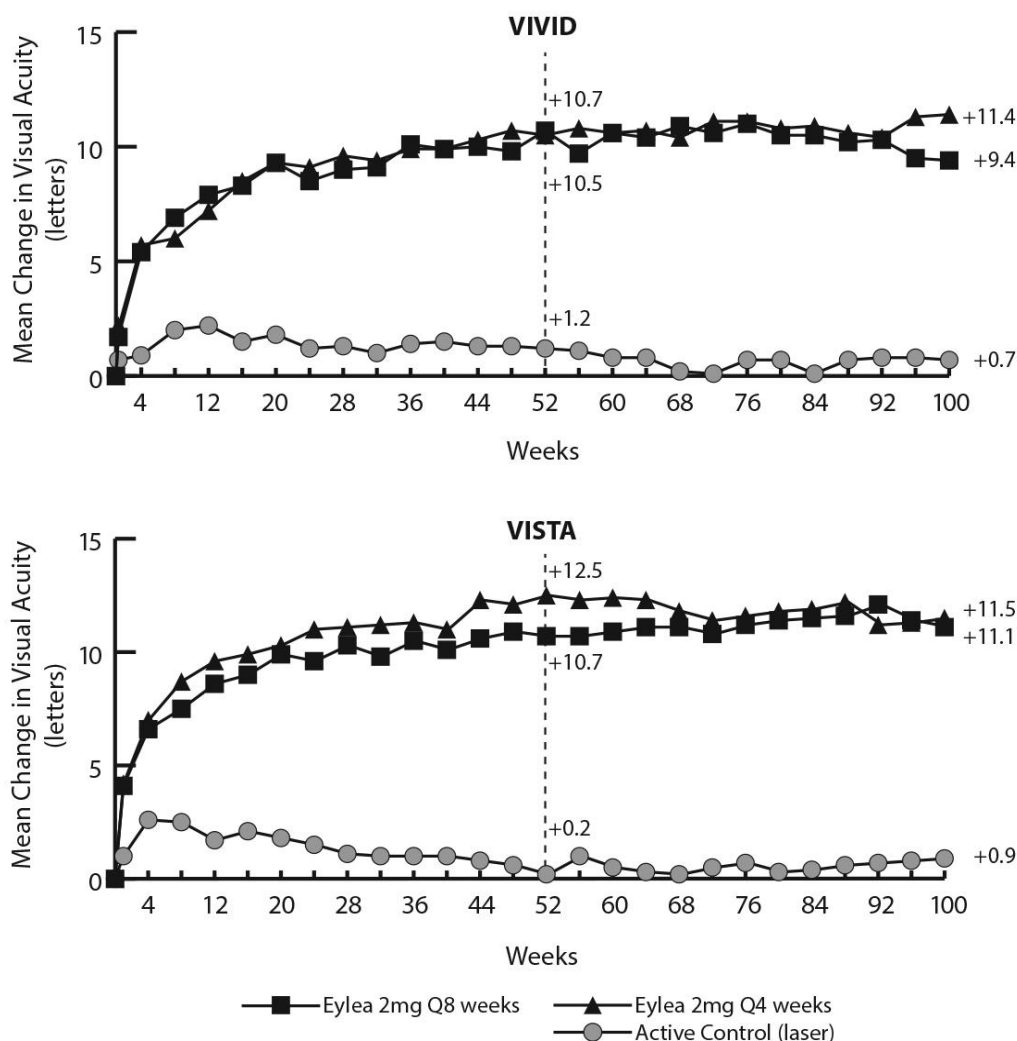 VIVID
Mean Change in Visual Acuity
(letters)
15
10
5
0
+10.7
+10.5
+1.2
+11.4
+9.4
+0.7
4 12 20 28 36 44 52 60 68 76 84 92 100
Weeks
VISTA
Mean Change in Visual Acuity
(letters)
15
10
5
0
+12.5
+10.7
+0.2
+11.5
+11.1
+0.9
4 12 20 28 36 44 52 60 68 76 84 92 100
Weeks
Eylea 2mg Q8 weeks Eylea 2mg Q4 weeks
Active Control (laser)